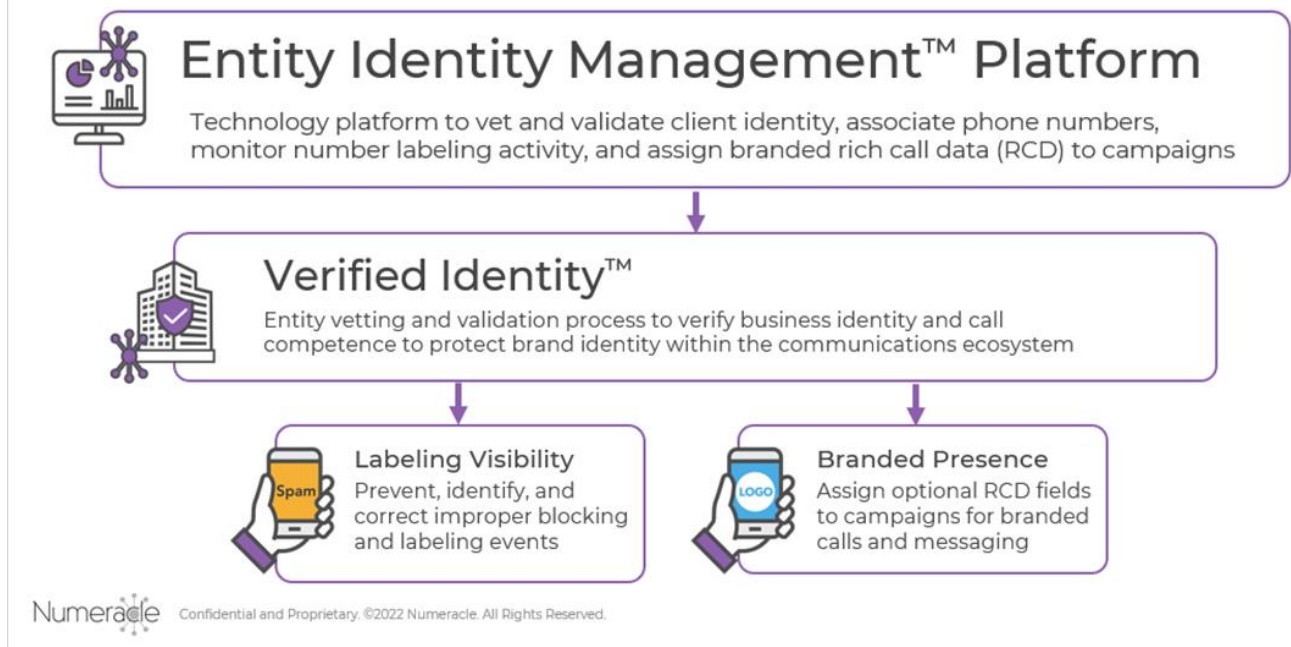 Entity Identity Management™ Platform
Technology platform to vet and validate client identity, associate phone numbers,
monitor number labeling activity, and assign branded rich call data (RCD) to campaigns
Verified Identity™
Entity vetting and validation process to verify business identity and call
competence to protect brand identity within the communications ecosystem
Spam
Labeling Visibility
Prevent, identify, and
correct improper blocking
and labeling events
LOGO
Branded Presence
Assign optional RCD fields
to campaigns for branded
calls and messaging
Numeracle
Confidential and Proprietary. ©2022 Numeracle. All Rights Reserved.